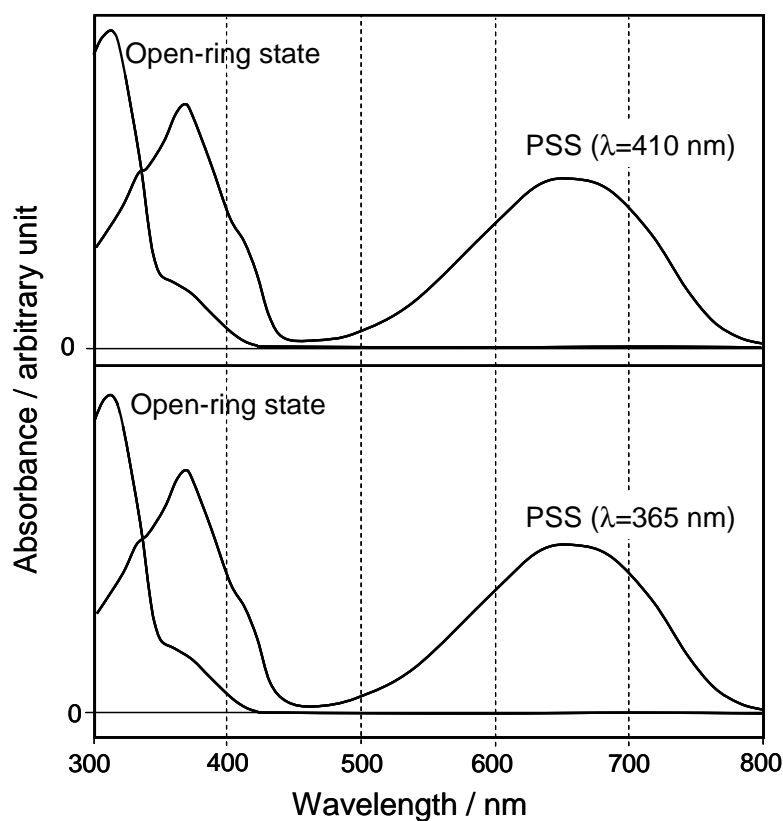 Open-ring state
PSS (λ=410 nm)
0
Open-ring state
PSS (λ=365 nm)
0
Absorbance / arbitrary unit
300 400 500 600 700 800
Wavelength / nm